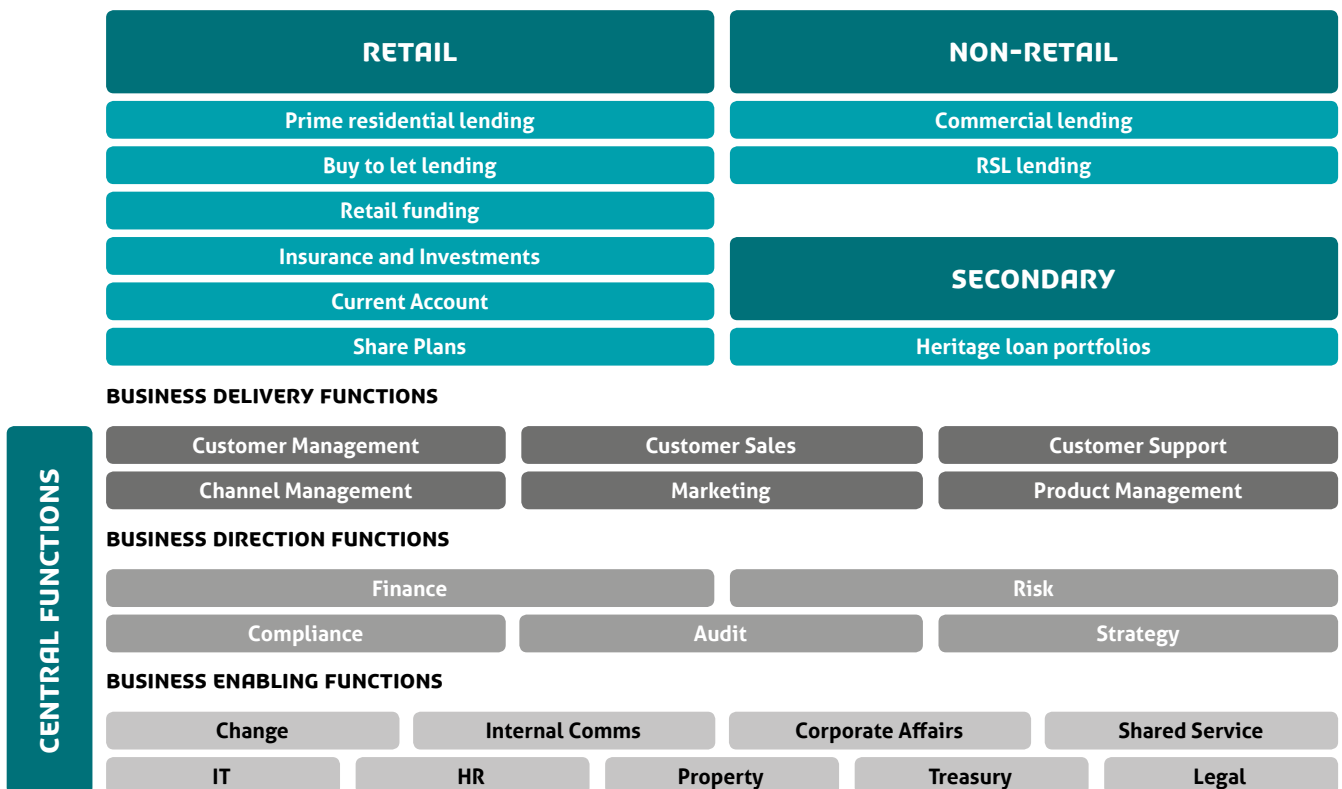 RETAIL
Prime residential lending
Buy to let lending
Retail funding
Insurance and Investments
Current Account
Share Plans
NON-RETAIL
Commercial lending
RSL lending
SECONDARY
Heritage loan portfolios
CENTRAL FUNCTIONS
BUSINESS DELIVERY FUNCTIONS
Customer Management
Customer Sales
Customer Support
Channel Management
Marketing
Product Management
BUSINESS DIRECTION FUNCTIONS
Finance
Risk
Compliance
Audit
Strategy
BUSINESS ENABLING FUNCTIONS
Change
Internal Comms
Corporate Affairs
Shared Service
IT
HR
Property
Treasury
Legal